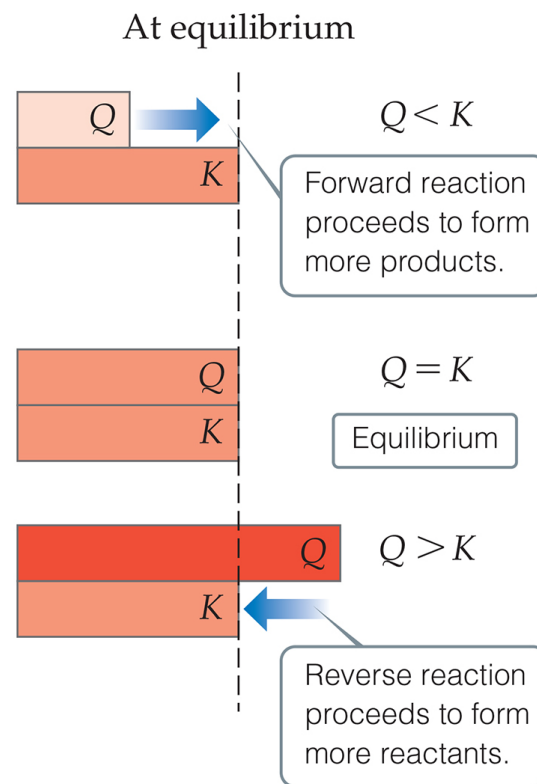 At equilibrium
Q
Q < K
K
Forward reaction
proceeds to form
more products.
Q
Q = K
K
Equilibrium
Q
Q > K
K
Reverse reaction
proceeds to form
more reactants.